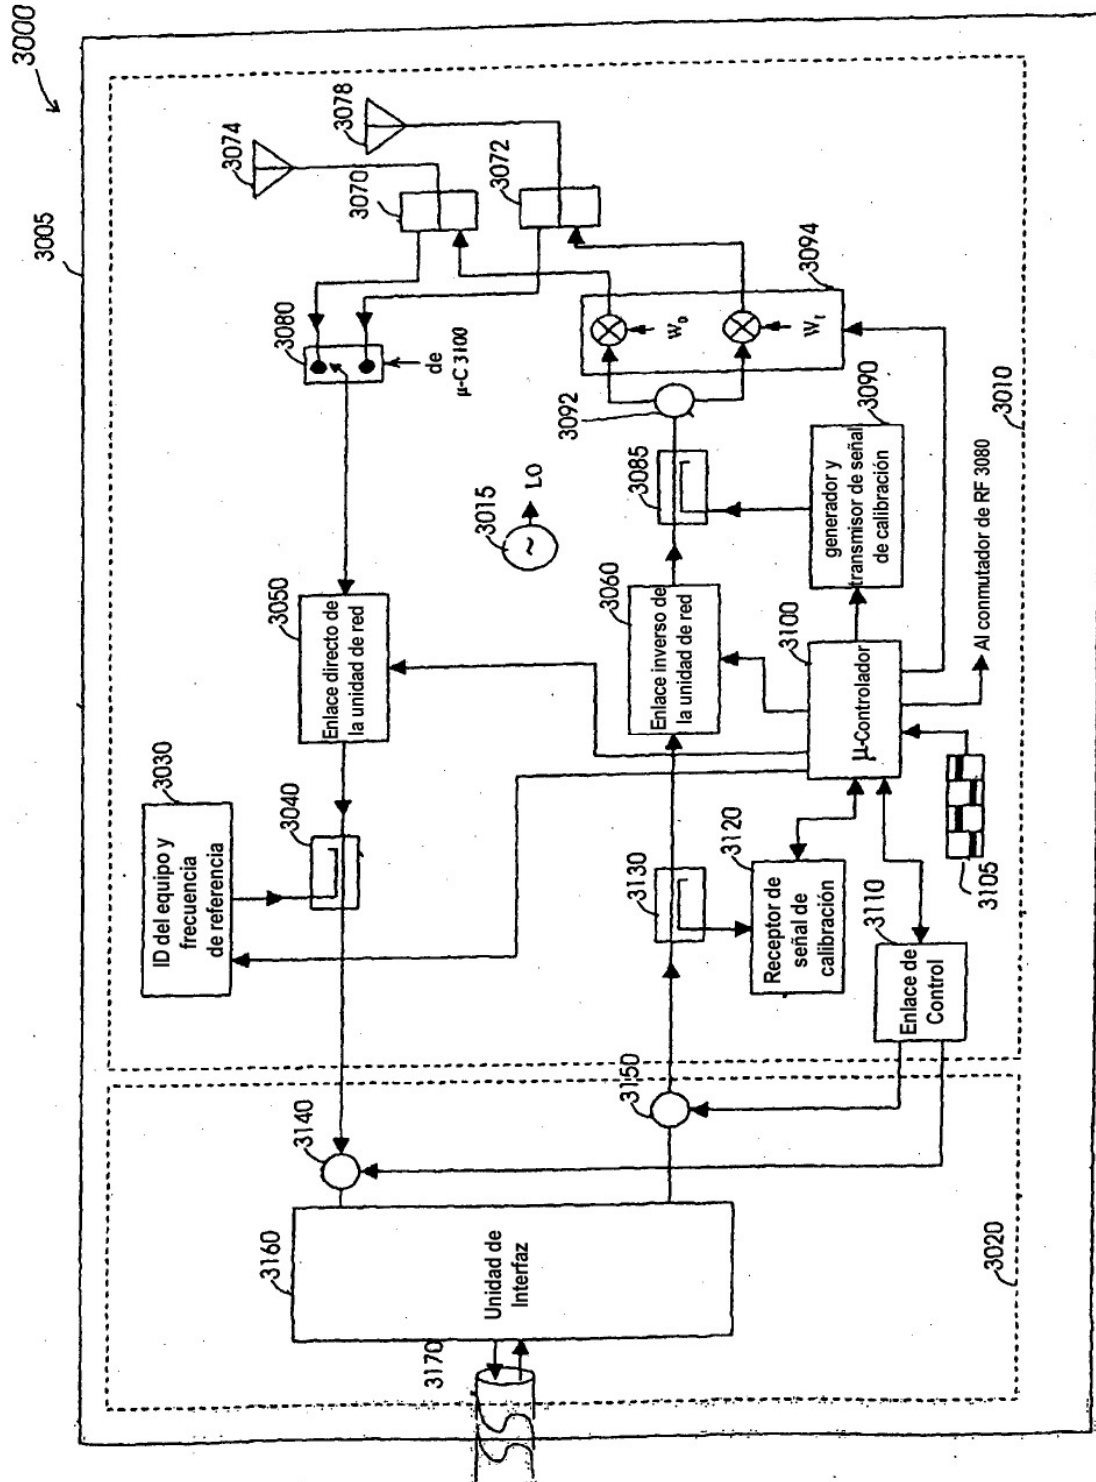 3000
3005
3074
3078
3070
3072
3080
de
μ-C 3100
3094
W₀
W₁
3092
3015
LO
3085
3090
generador y
transmisor de señal
de calibración
3010
3050
Enlace directo de
la unidad de red
3060
Enlace inverso de
la unidad de red
3100
μ-Controlador
Al conmutador de RF 3080
3030
ID del equipo y
frecuencia
de referencia
3040
3130
3120
Receptor de
señal de
calibración
3110
Enlace de
Control
3105
3140
3150
3160
Unidad de
Interfaz
3170
3020